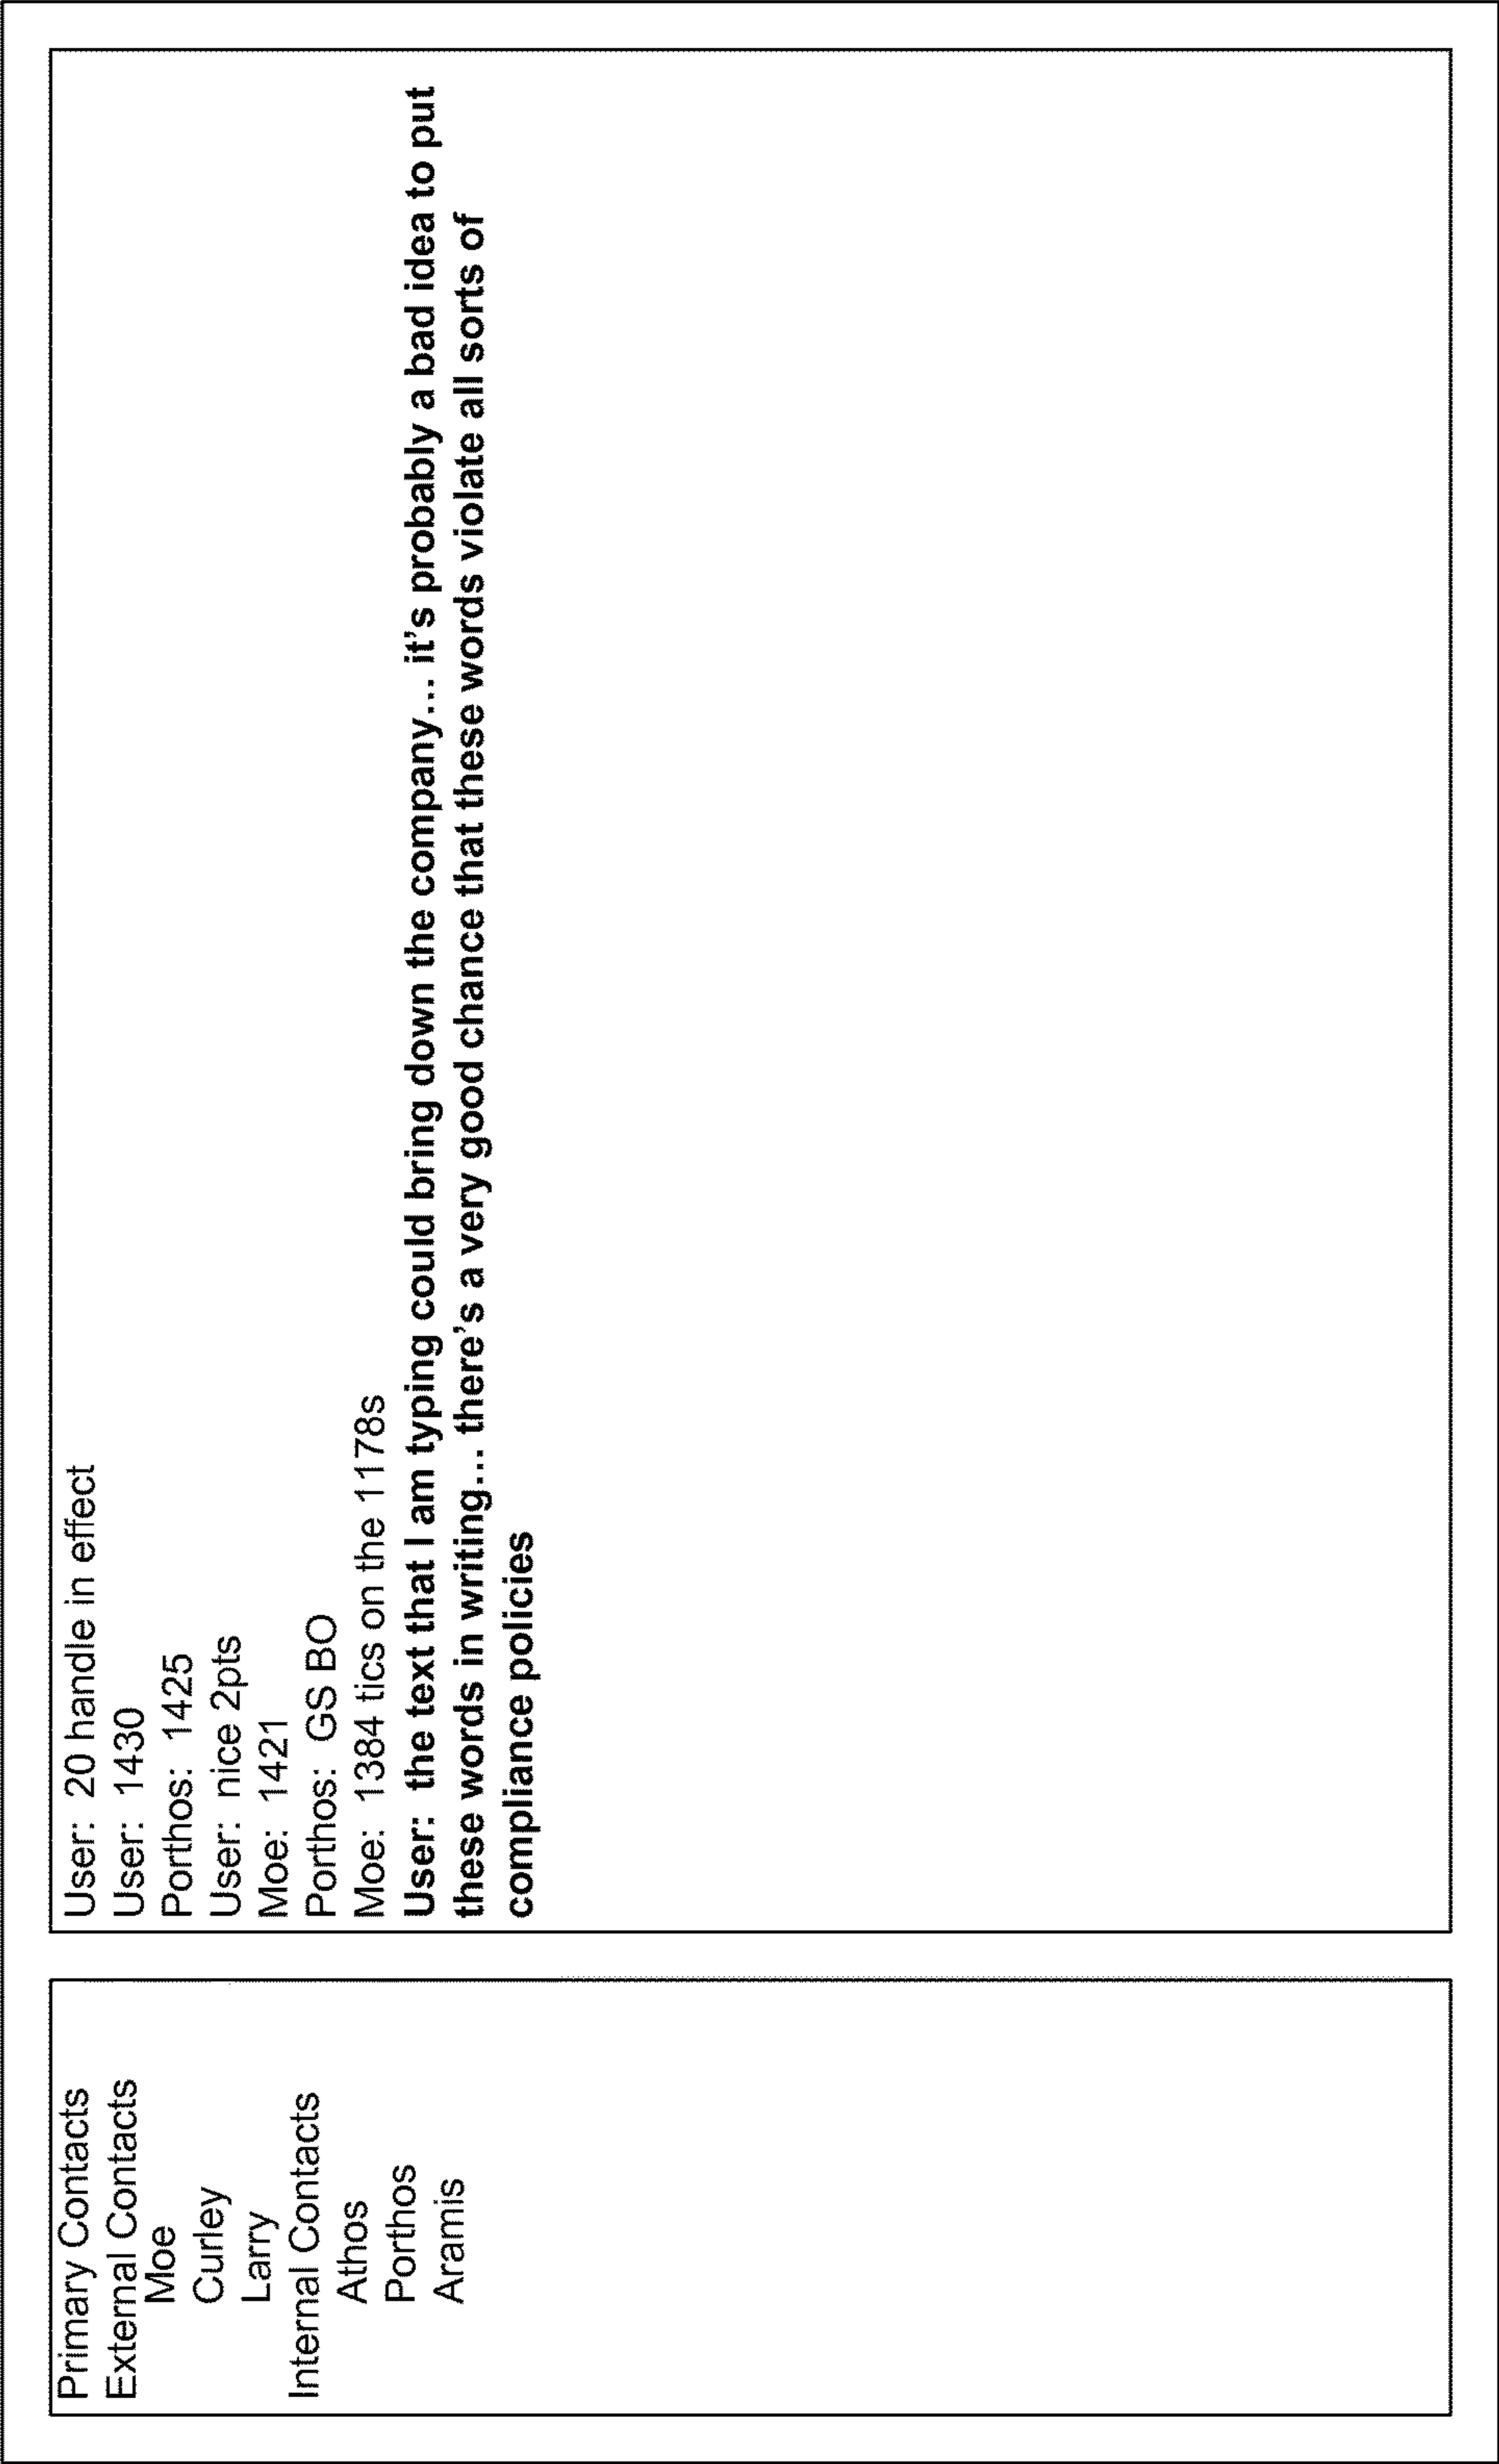 Primary Contacts
External Contacts
Moe
Curley
Larry
Internal Contacts
Athos
Porthos
Aramis
User: 20 handle in effect
User: 1430
Porthos: 1425
User: nice 2pts
Moe: 1421
Porthos: GS BO
Moe: 1384 tics on the 1178s
User: the text that I am typing could bring down the company... it's probably a bad idea to put
these words in writing... there's a very good chance that these words violate all sorts of
compliance policies